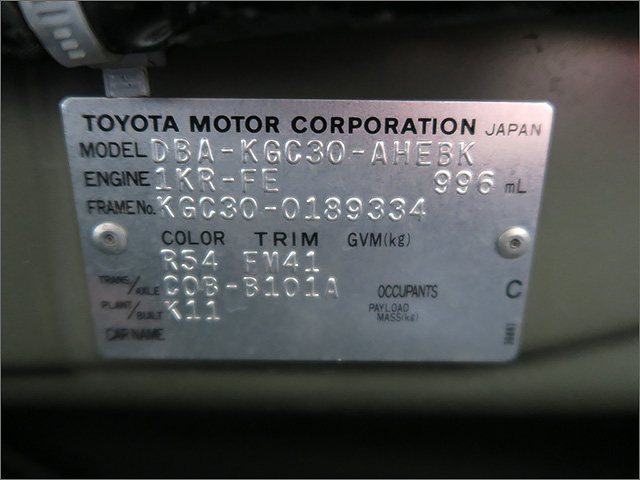 TOYOTA MOTOR CORPORATION JAPAN
MODEL DBA-KGC30-AHEBK
ENGINE 1KR-FE 996 mL
FRAME No. KGC30-0189334
COLOR TRIM GVM(kg)
R54 FM41
TRANS/AXLE C0B-B101A OCCUPANTS C
PLANT/BUILT K11 PAYLOAD MASS(kg)
CAR NAME